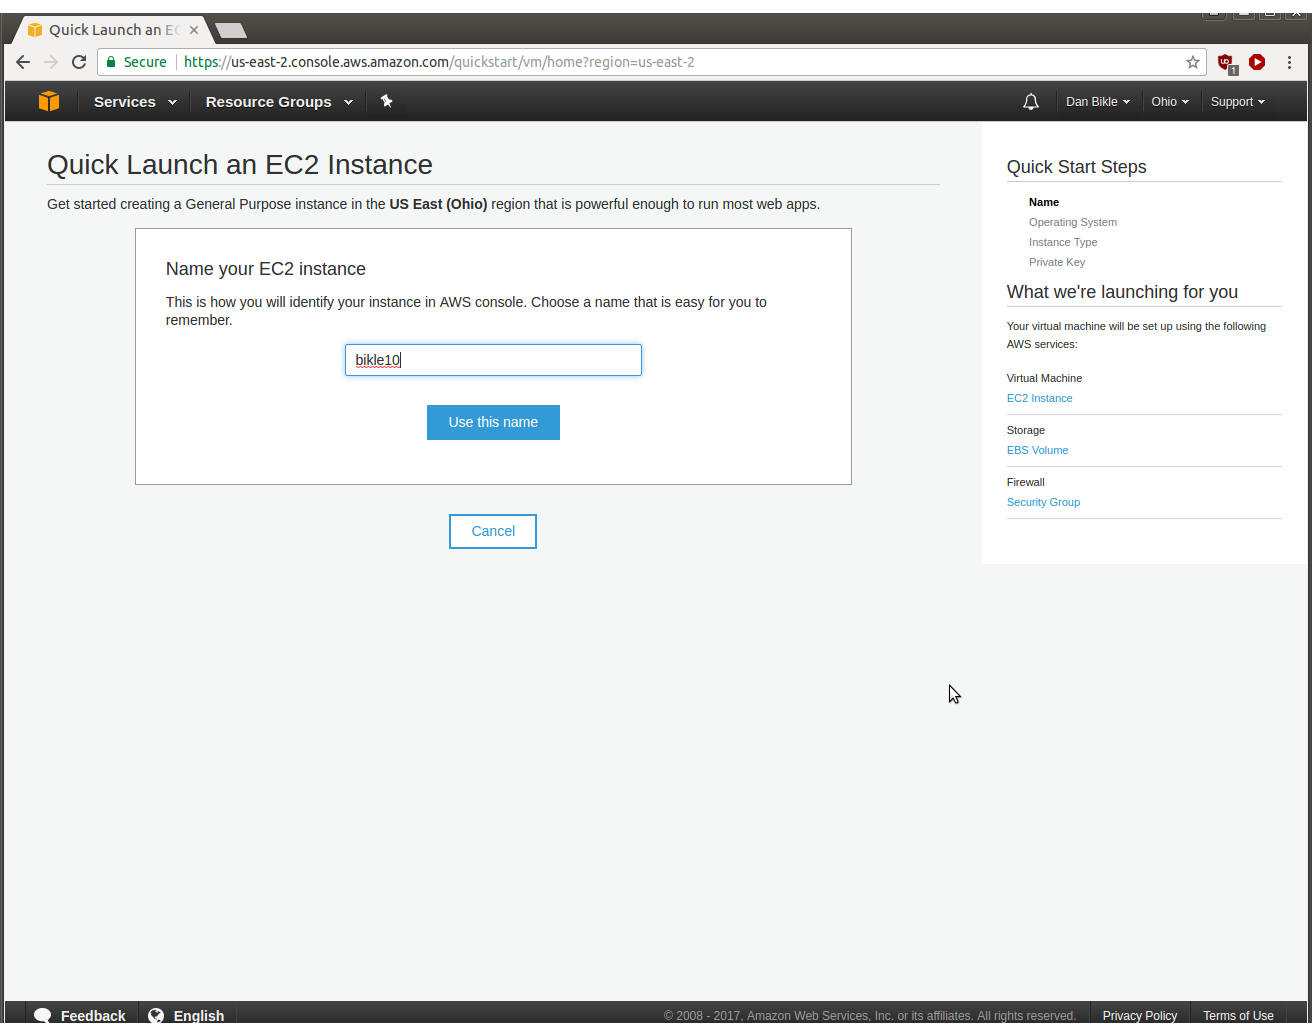 Quick Launch an EC
Secure https://us-east-2.console.aws.amazon.com/quickstart/vm/home?region=us-east-2
1
Services Resource Groups Dan Bikle Ohio Support
Quick Launch an EC2 Instance
Get started creating a General Purpose instance in the US East (Ohio) region that is powerful enough to run most web apps.
Name your EC2 instance
This is how you will identify your instance in AWS console. Choose a name that is easy for you to
remember.
bikle10
Use this name
Cancel
Quick Start Steps
Name
Operating System
Instance Type
Private Key
What we're launching for you
Your virtual machine will be set up using the following
AWS services:
Virtual Machine
EC2 Instance
Storage
EBS Volume
Firewall
Security Group
Feedback English © 2008 - 2017, Amazon Web Services, Inc. or its affiliates. All rights reserved. Privacy Policy Terms of Use